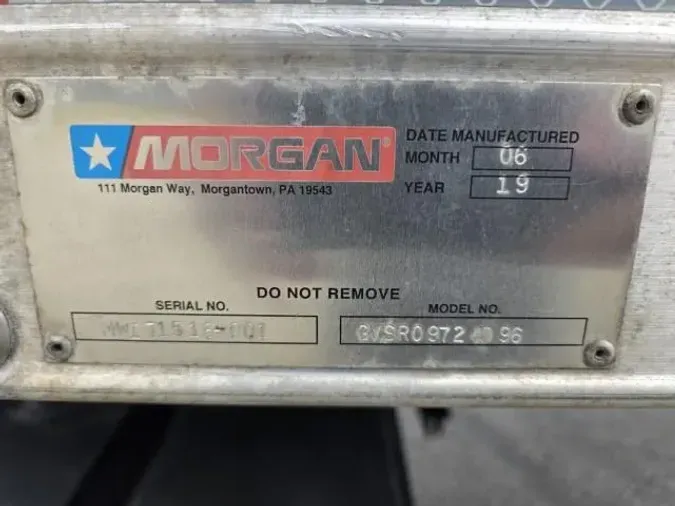 MORGAN®
111 Morgan Way, Morgantown, PA 19543
DATE MANUFACTURED
MONTH 06
YEAR 19
DO NOT REMOVE
SERIAL NO.
MODEL NO.